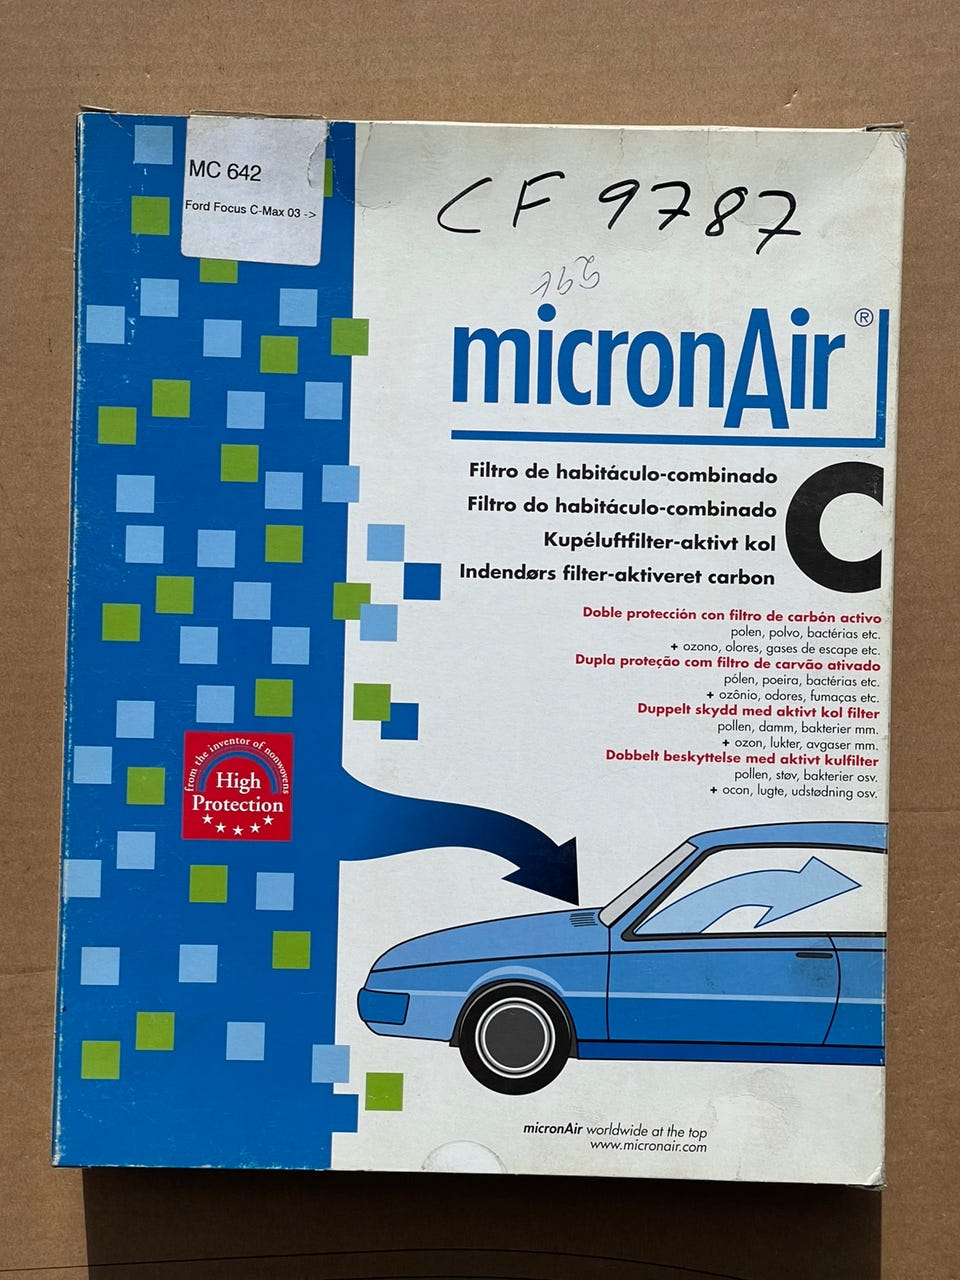 MC 642
Ford Focus C-Max 03 ->
CF 9787
micronAir®
C
Filtro de habitáculo-combinado
Filtro do habitáculo-combinado
Kupéluftfilter-aktivt kol
Indendørs filter-aktiveret carbon
Doble protección con filtro de carbón activo
polen, polvo, bactérias etc.
+ ozono, olores, gases de escape etc.
Dupla proteção com filtro de carvão ativado
pólen, poeira, bactérias etc.
+ ozônio, odores, fumaças etc.
Duppelt skydd med aktivt kol filter
pollen, damm, bakterier mm.
+ ozon, lukter, avgaser mm.
Dobbelt beskyttelse med aktivt kulfilter
pollen, støv, bakterier osv.
+ ocon, lugte, udstødning osv.
from the inventor of nonwovens
High
Protection
micronAir worldwide at the top
www.micronair.com